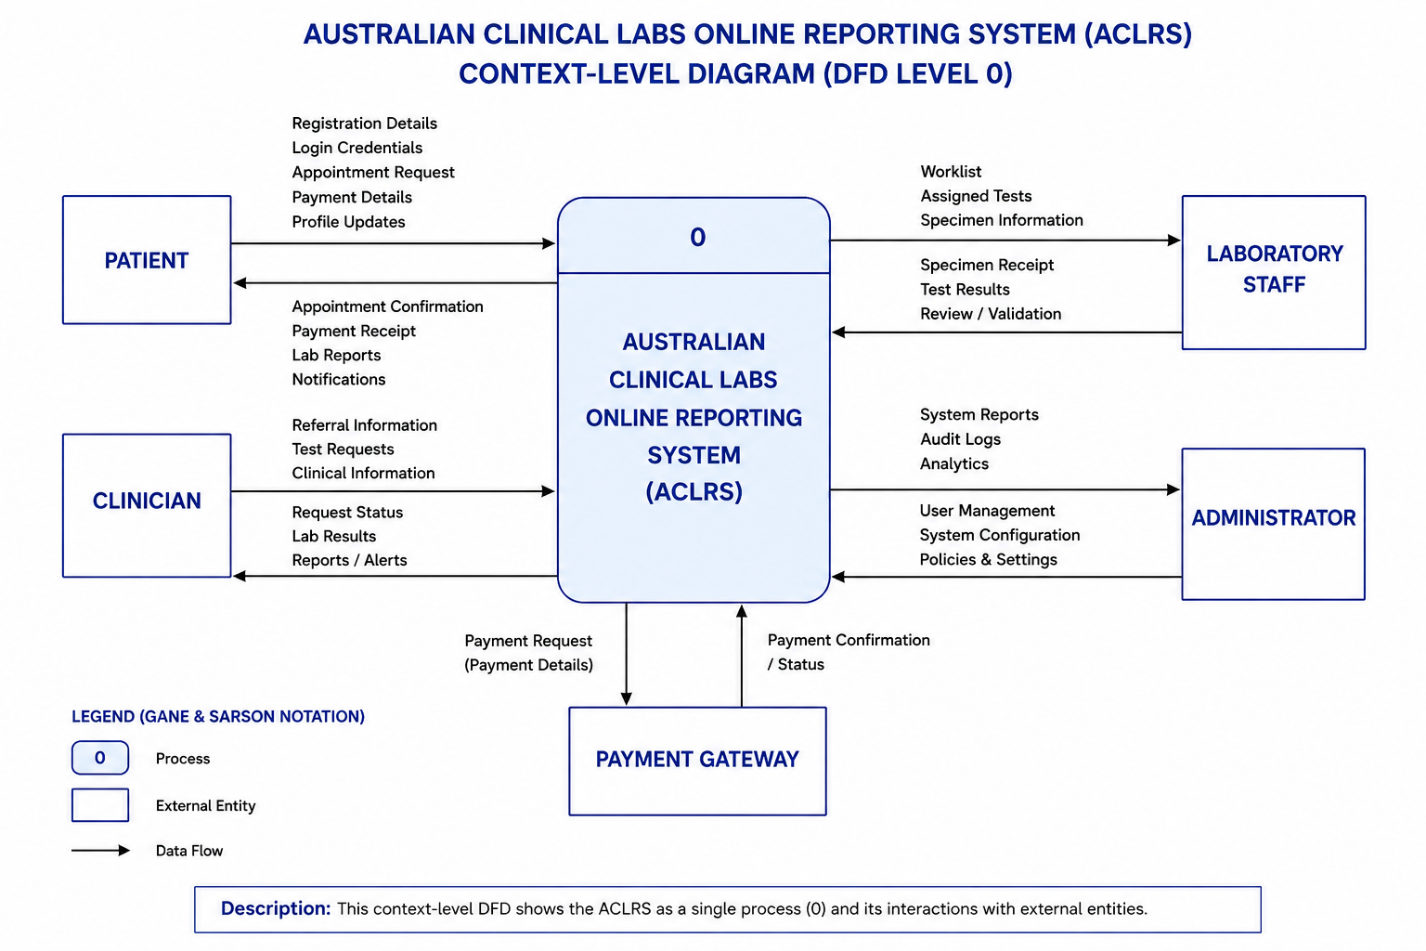 AUSTRALIAN CLINICAL LABS ONLINE REPORTING SYSTEM (ACLRS)
CONTEXT-LEVEL DIAGRAM (DFD LEVEL 0)
Registration Details
Login Credentials
Appointment Request
Payment Details
Profile Updates
PATIENT
Appointment Confirmation
Payment Receipt
Lab Reports
Notifications
Referral Information
Test Requests
Clinical Information
CLINICIAN
Request Status
Lab Results
Reports / Alerts
0
AUSTRALIAN
CLINICAL LABS
ONLINE REPORTING
SYSTEM
(ACLRS)
Worklist
Assigned Tests
Specimen Information
LABORATORY
STAFF
Specimen Receipt
Test Results
Review / Validation
System Reports
Audit Logs
Analytics
ADMINISTRATOR
User Management
System Configuration
Policies & Settings
Payment Request
(Payment Details)
Payment Confirmation
/ Status
PAYMENT GATEWAY
LEGEND (GANE & SARSON NOTATION)
0
Process
External Entity
Data Flow
Description: This context-level DFD shows the ACLRS as a single process (0) and its interactions with external entities.